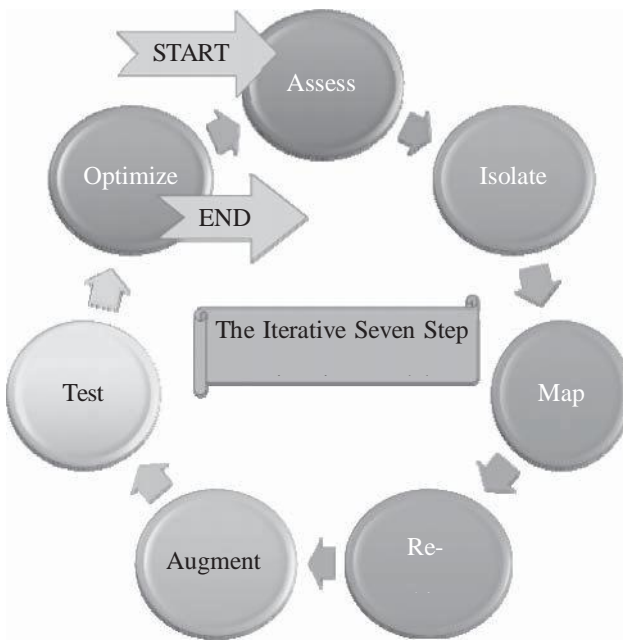 START
Assess
Isolate
Map
Re-
Augment
Test
Optimize
END
The Iterative Seven Step